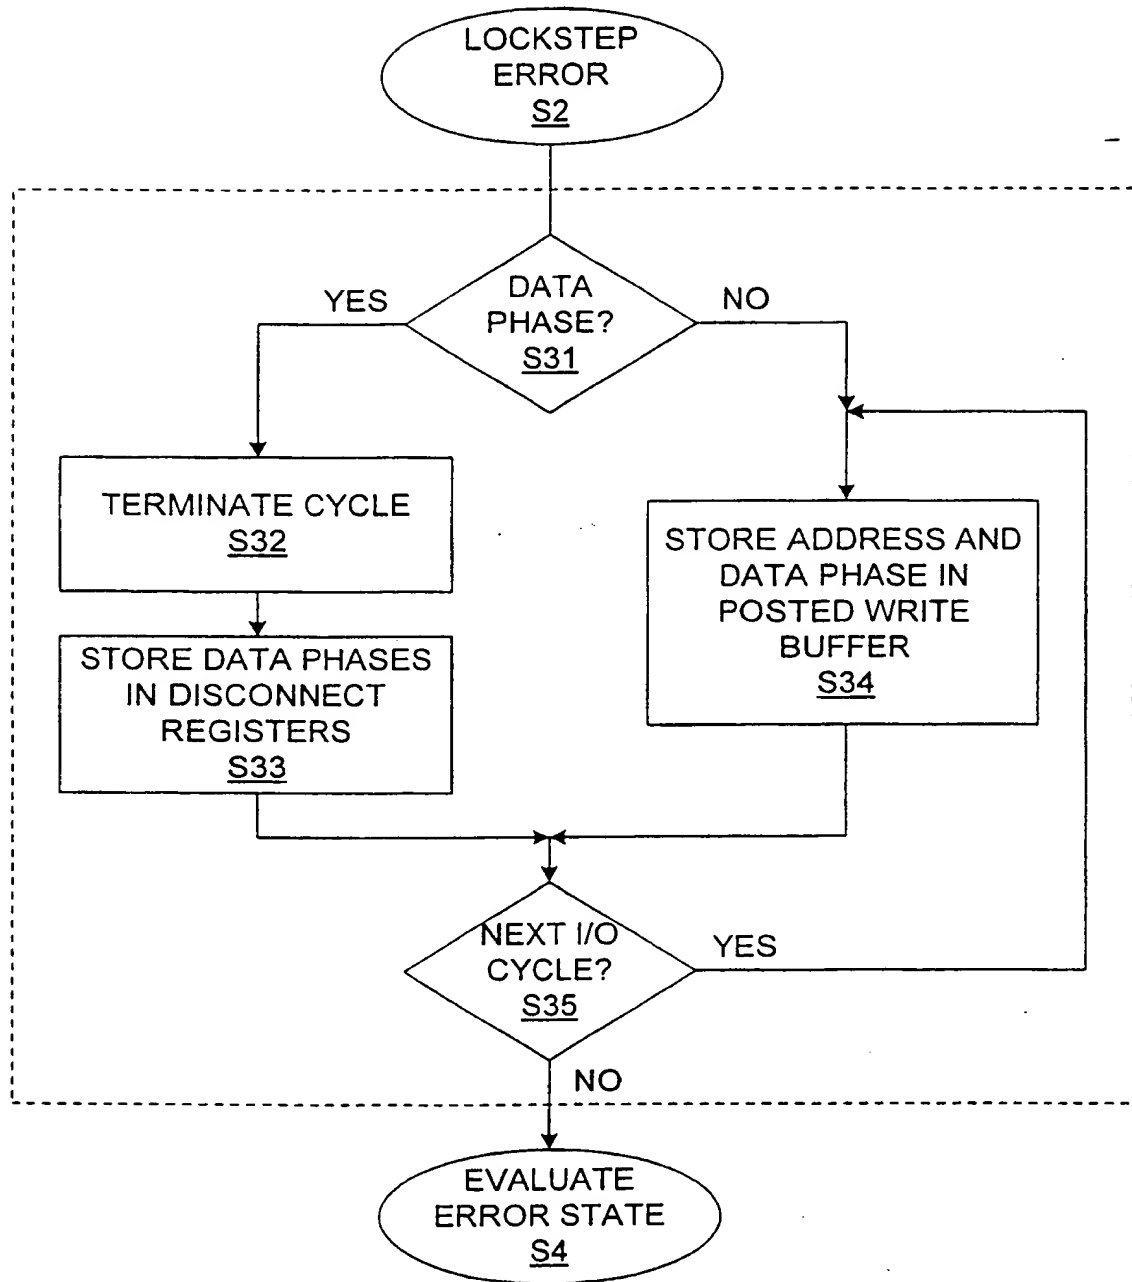 LOCKSTEP
ERROR
S2
DATA
PHASE?
S31
YES
NO
TERMINATE CYCLE
S32
STORE DATA PHASES
IN DISCONNECT
REGISTERS
S33
STORE ADDRESS AND
DATA PHASE IN
POSTED WRITE
BUFFER
S34
NEXT I/O
CYCLE?
S35
YES
NO
EVALUATE
ERROR STATE
S4